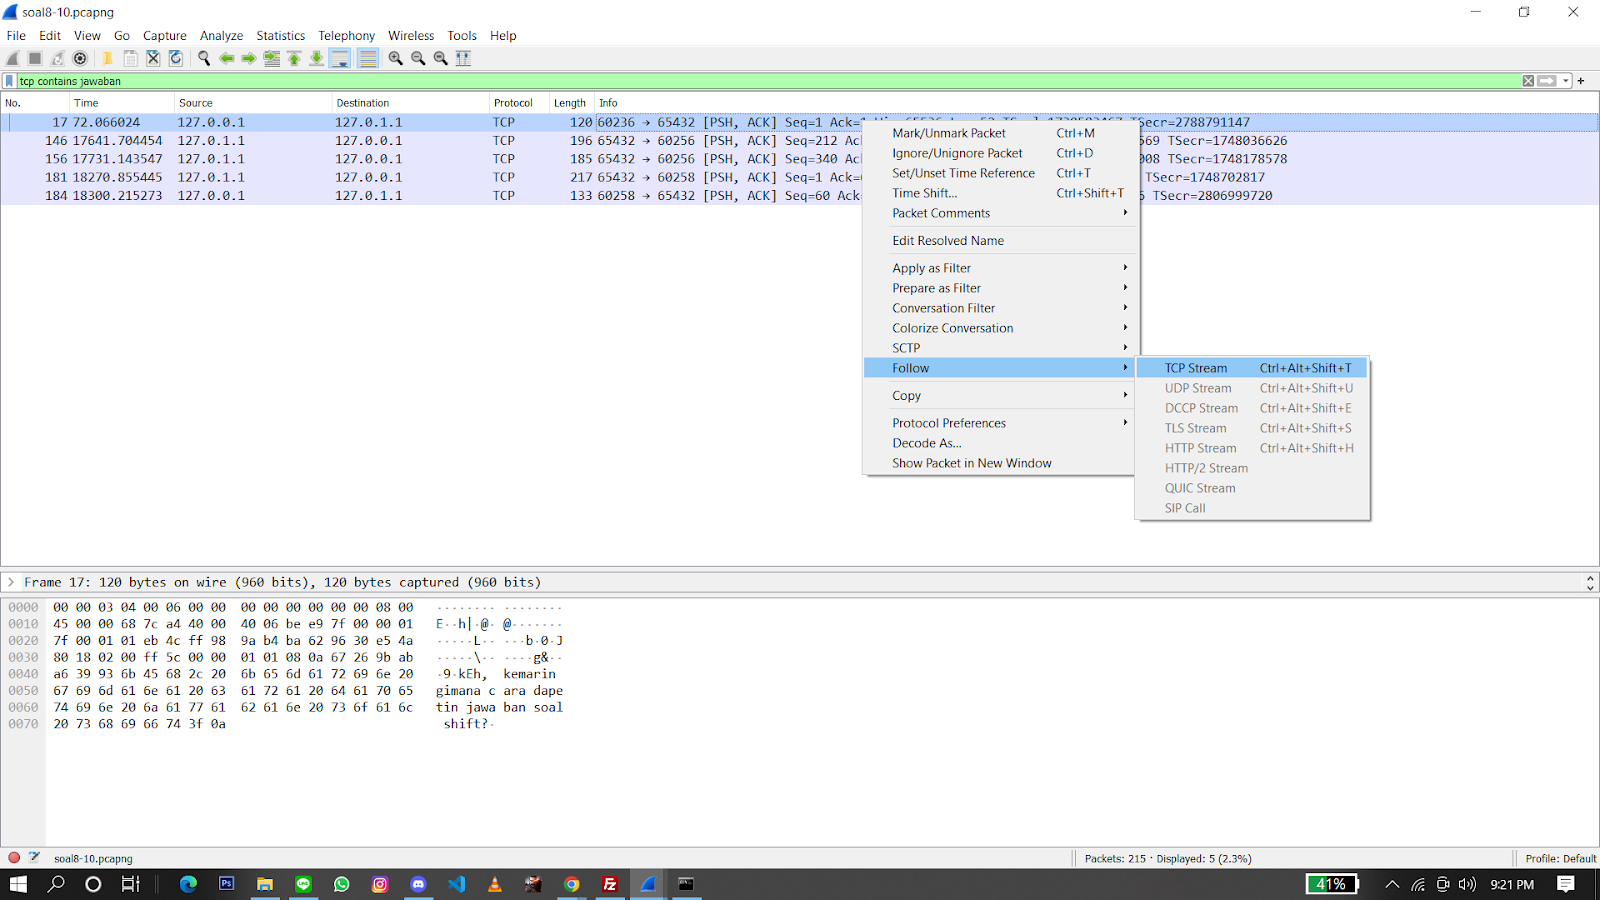 soal8-10.pcapng
File Edit View Go Capture Analyze Statistics Telephony Wireless Tools Help
tcp contains jawaban
No. Time Source Destination Protocol Length Info
17 72.066024 127.0.0.1 127.0.1.1 TCP 120 60236 → 65432 [PSH, ACK] Seq=1 Ack=1 TSecr=2788791147
146 17641.704454 127.0.1.1 127.0.0.1 TCP 196 65432 → 60256 [PSH, ACK] Seq=212 Ac 569 TSecr=1748036626
156 17731.143547 127.0.1.1 127.0.0.1 TCP 185 65432 → 60256 [PSH, ACK] Seq=340 Ac 008 TSecr=1748178578
181 18270.855445 127.0.1.1 127.0.0.1 TCP 217 65432 → 60258 [PSH, ACK] Seq=1 Ack= TSecr=1748702817
184 18300.215273 127.0.0.1 127.0.1.1 TCP 133 60258 → 65432 [PSH, ACK] Seq=60 Ack TSecr=2806999720
Mark/Unmark Packet Ctrl+M
Ignore/Unignore Packet Ctrl+D
Set/Unset Time Reference Ctrl+T
Time Shift... Ctrl+Shift+T
Packet Comments
Edit Resolved Name
Apply as Filter
Prepare as Filter
Conversation Filter
Colorize Conversation
SCTP
Follow
Copy
Protocol Preferences
Decode As...
Show Packet in New Window
TCP Stream Ctrl+Alt+Shift+T
UDP Stream Ctrl+Alt+Shift+U
DCCP Stream Ctrl+Alt+Shift+E
TLS Stream Ctrl+Alt+Shift+S
HTTP Stream Ctrl+Alt+Shift+H
HTTP/2 Stream
QUIC Stream
SIP Call
Frame 17: 120 bytes on wire (960 bits), 120 bytes captured (960 bits)
0000 00 00 03 04 00 06 00 00 00 00 00 00 00 00 08 00 ········ ········
0010 45 00 00 68 7c a4 40 00 40 06 be e9 7f 00 00 01 E··h|·@· @·······
0020 7f 00 01 01 eb 4c ff 98 9a b4 ba 62 96 30 e5 4a ·····L·· ···b·0·J
0030 80 18 02 00 ff 5c 00 00 01 01 08 0a 67 26 9b ab ·····\·· ····g&··
0040 a6 39 93 6b 45 68 2c 20 6b 65 6d 61 72 69 6e 20 ·9·kEh, kemarin
0050 67 69 6d 61 6e 61 20 63 61 72 61 20 64 61 70 65 gimana c ara dape
0060 74 69 6e 20 6a 61 77 61 62 61 6e 20 73 6f 61 6c tin jawa ban soal
0070 20 73 68 69 66 74 3f 0a shift?·
soal8-10.pcapng Packets: 215 · Displayed: 5 (2.3%) Profile: Default
41% 9:21 PM